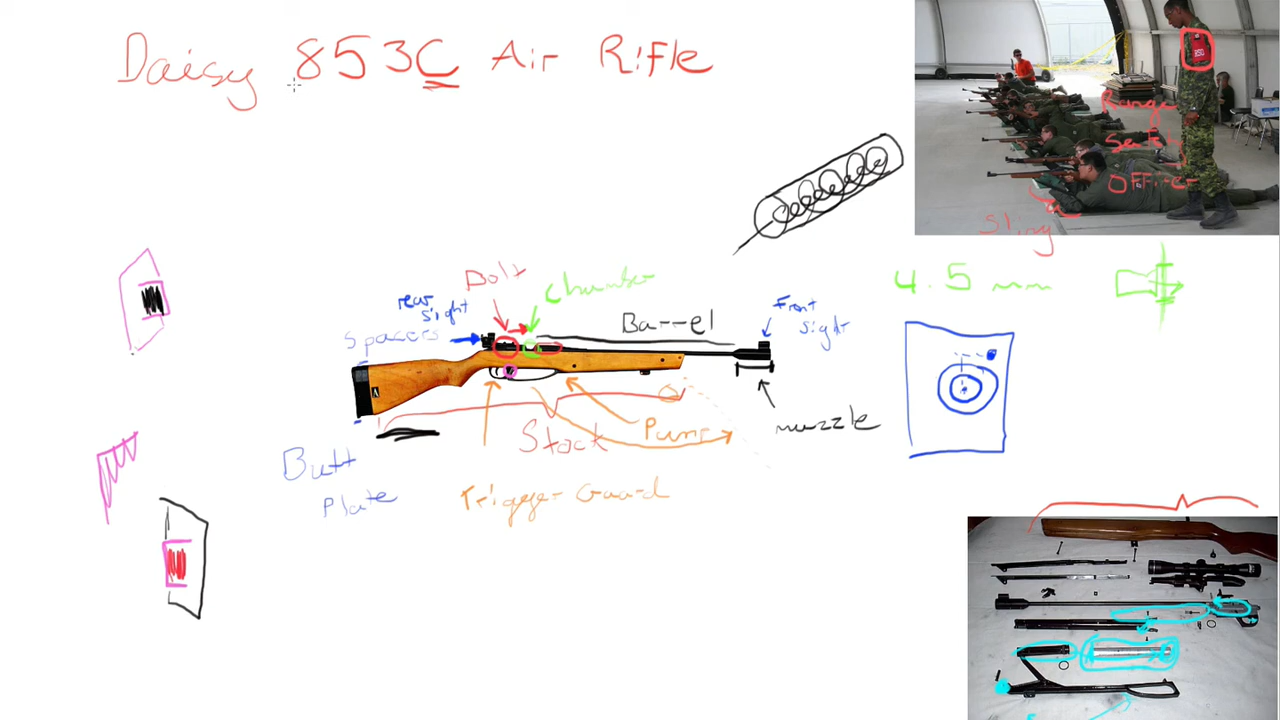 Daisy 853C Air Rifle
RSO
Range
Safety
Officer
Sling
Bolt
Chamber
4.5 mm
rear
sight
Spacers
Barrel
Front
sight
Stock
Pump
muzzle
Butt
Plate
Trigger Guard